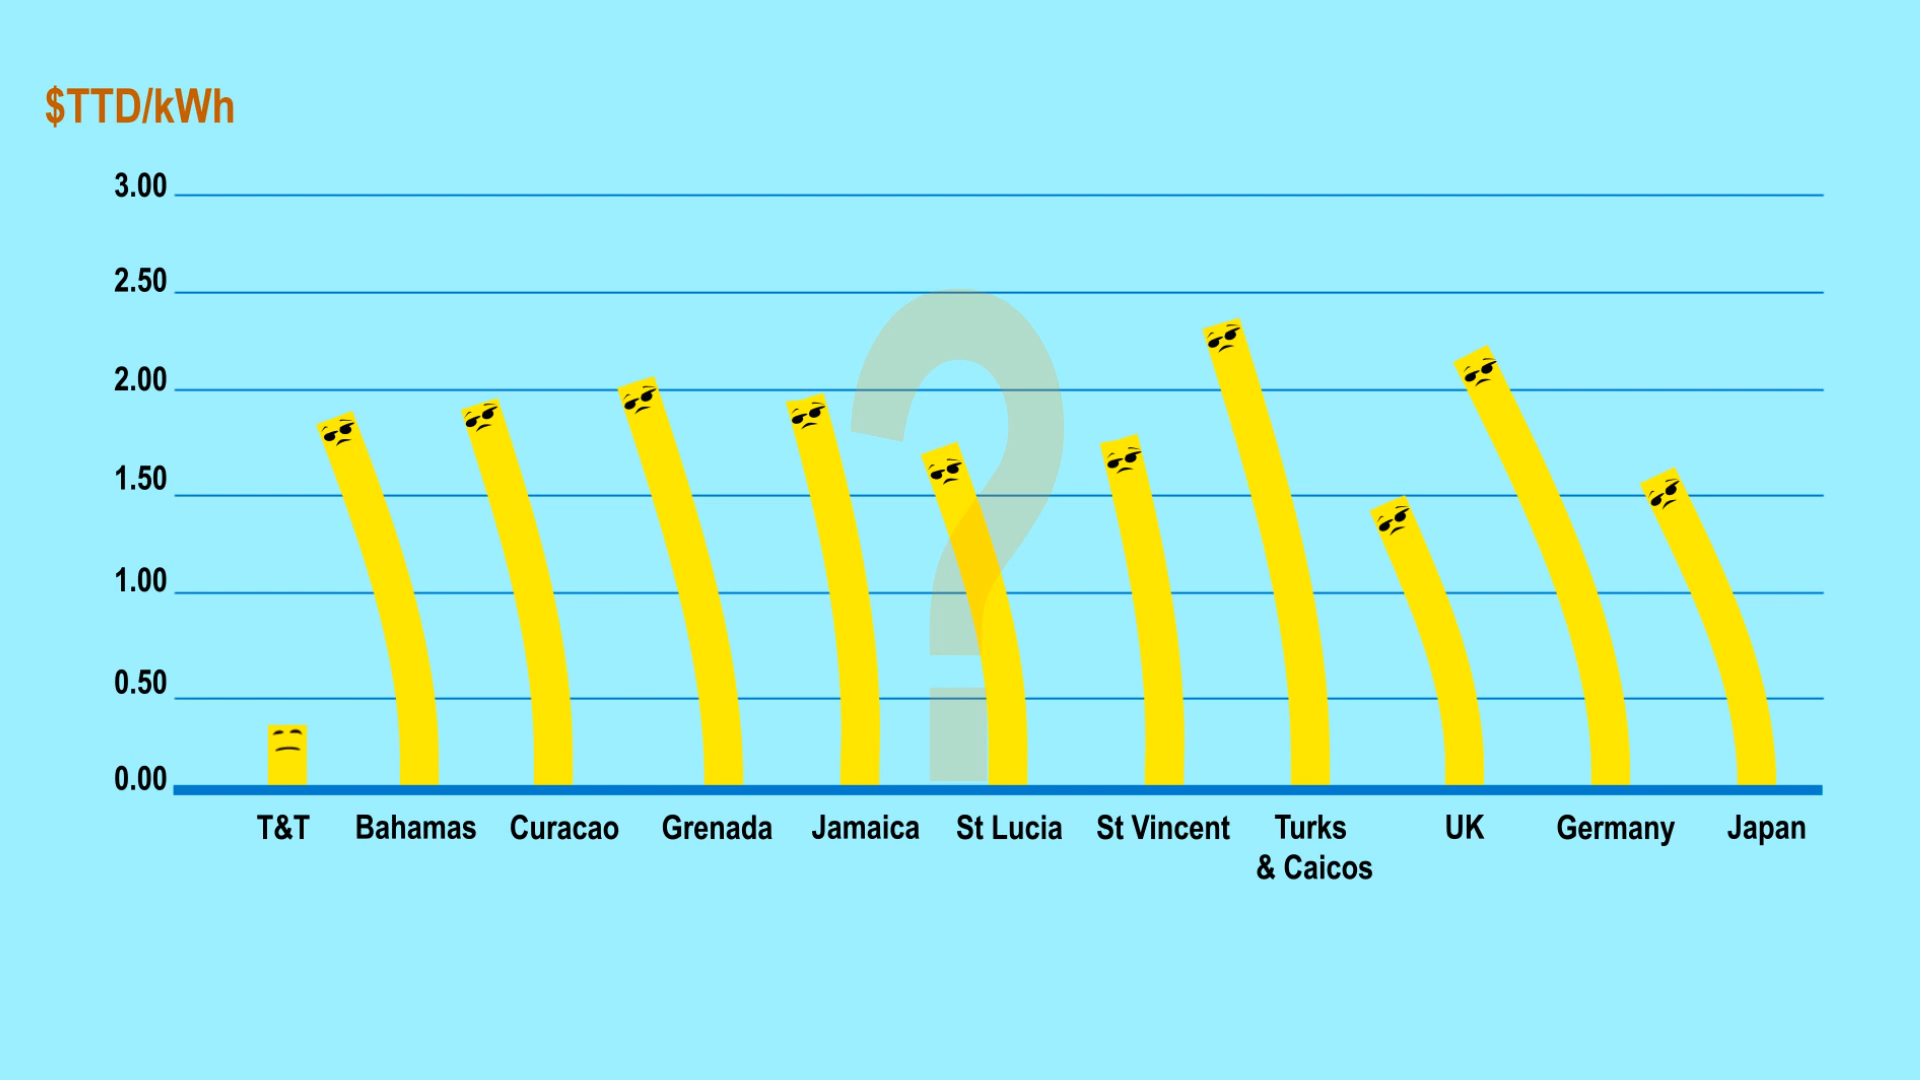 $TTD/kWh
3.00
2.50
2.00
1.50
1.00
0.50
0.00
T&T Bahamas Curacao Grenada Jamaica St Lucia St Vincent Turks UK Germany Japan
& Caicos
?